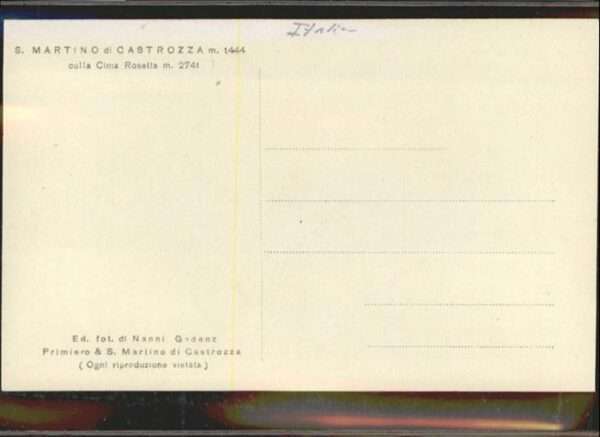 Italia
S. MARTINO di CASTROZZA m. 1444
colla Cima Rosetta m. 2741
Ed. fot. di Nanni Gadenz
Primiero & S. Martino di Castrozza
(Ogni riproduzione vietata)